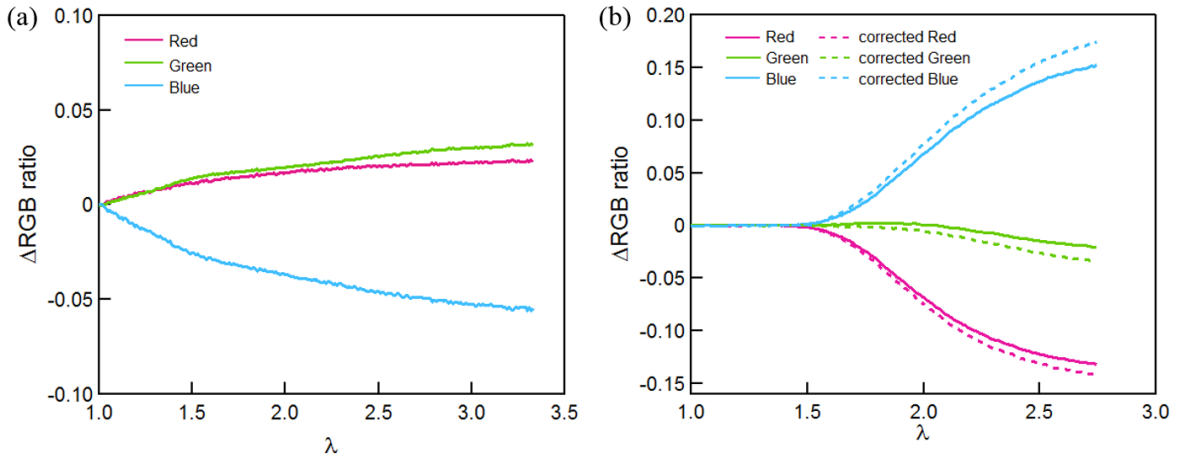 (a)
0.10
0.05
0
-0.05
-0.10
ΔRGB ratio
Red
Green
Blue
1.0 1.5 2.0 2.5 3.0 3.5
λ
(b)
0.20
0.15
0.10
0.05
0
-0.05
-0.10
-0.15
ΔRGB ratio
Red corrected Red
Green corrected Green
Blue corrected Blue
1.0 1.5 2.0 2.5 3.0
λ